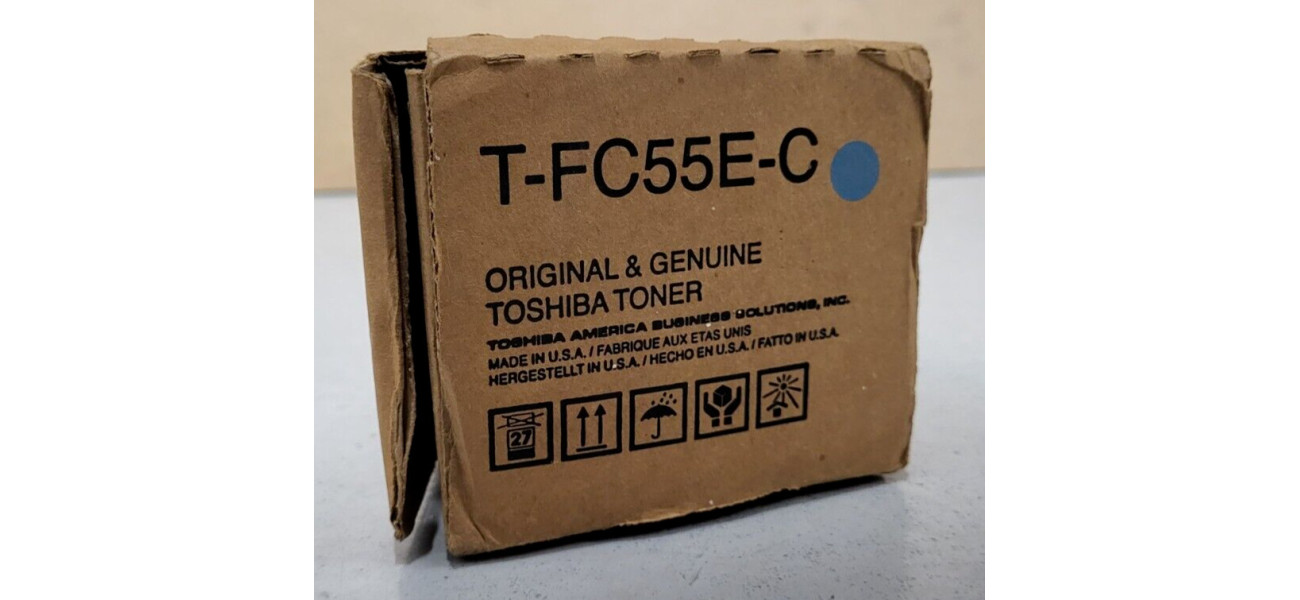 T-FC55E-C
ORIGINAL & GENUINE
TOSHIBA TONER
TOSHIBA AMERICA BUSINESS SOLUTIONS, INC.
MADE IN U.S.A. / FABRIQUE AUX ETAS UNIS
HERGESTELLT IN U.S.A. / HECHO EN U.S.A. / FATTO IN U.S.A.
27